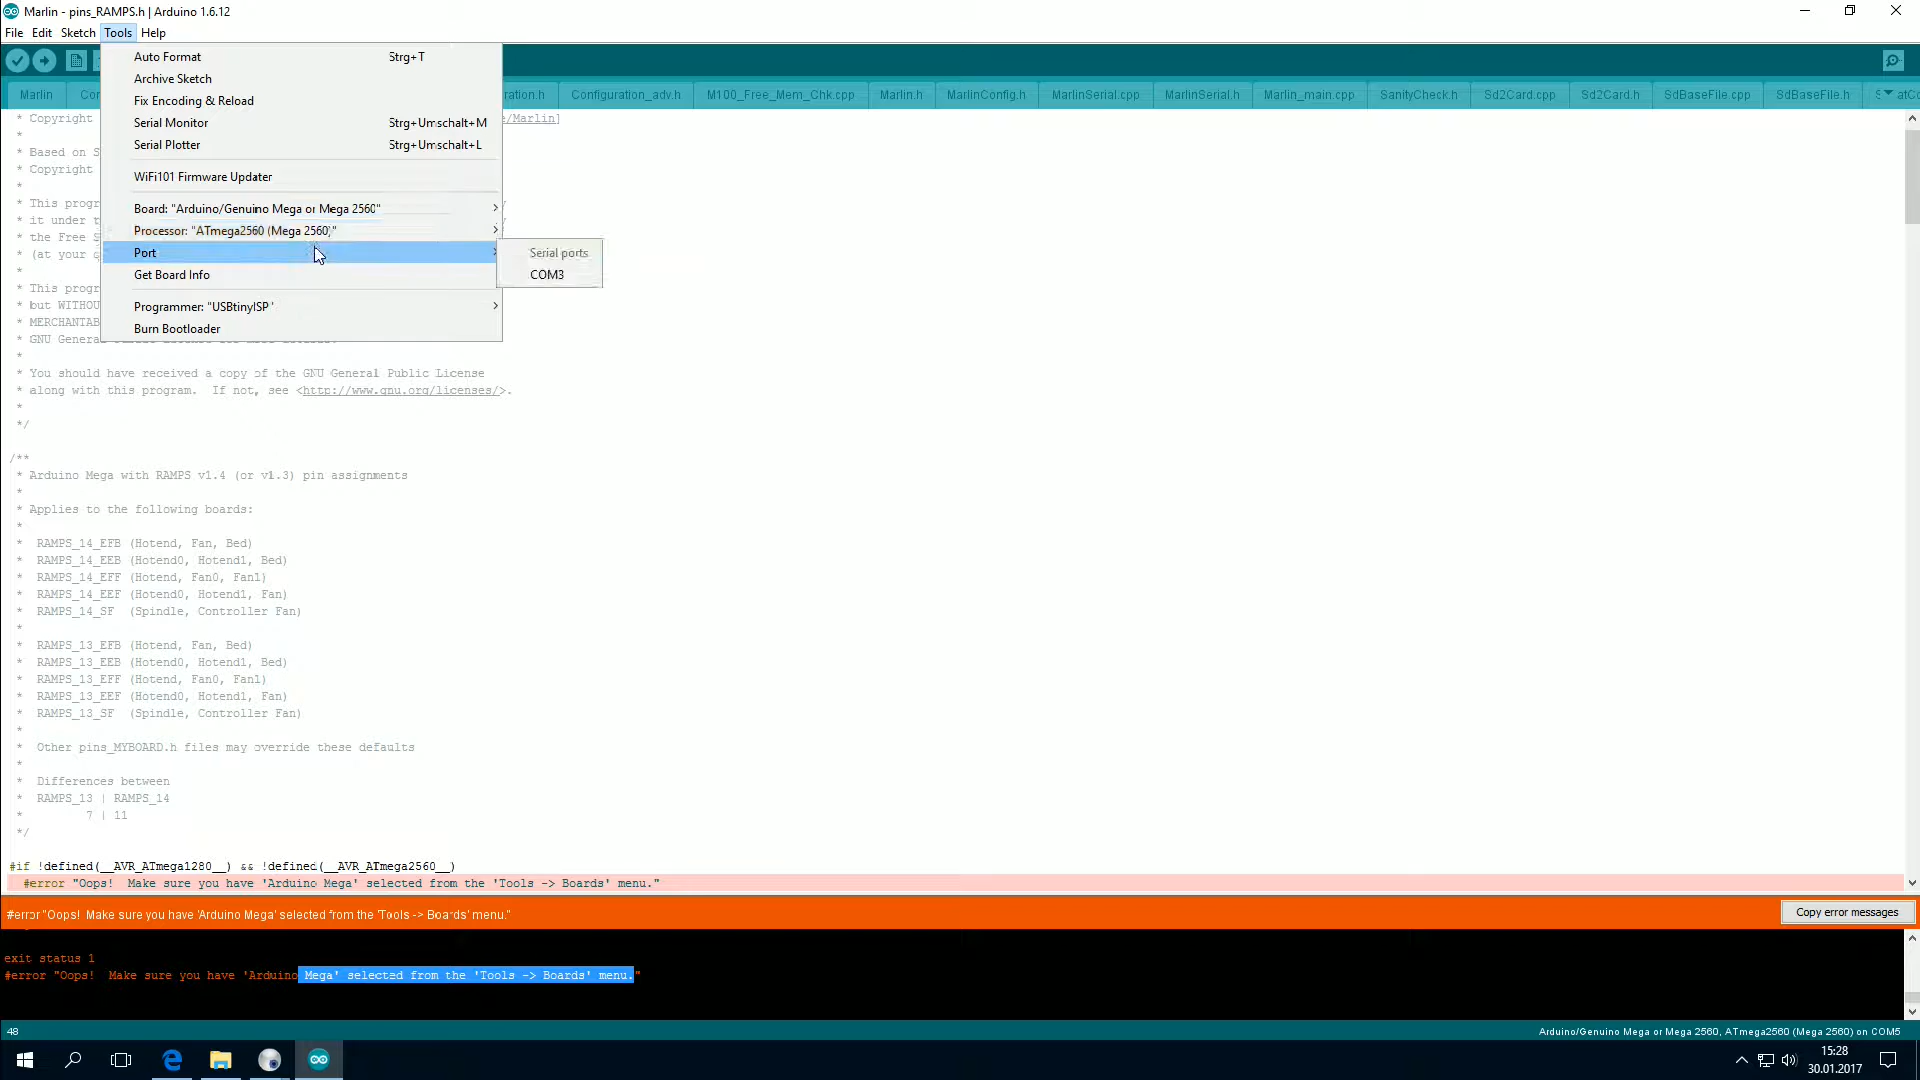 Marlin - pins_RAMPS.h | Arduino 1.6.12
File Edit Sketch Tools Help
Auto Format Strg+T
Archive Sketch
Fix Encoding & Reload
Serial Monitor Strg+Umschalt+M
Serial Plotter Strg+Umschalt+L
WiFi101 Firmware Updater
Board: "Arduino/Genuino Mega or Mega 2560"
Processor: "ATmega2560 (Mega 2560)"
Port
Get Board Info
Programmer: "USBtinyISP"
Burn Bootloader
Serial ports
COM3
Marlin Con ration.h Configuration_adv.h M100_Free_Mem_Chk.cpp Marlin.h MarlinConfig.h MarlinSerial.cpp MarlinSerial.h Marlin_main.cpp SanityCheck.h Sd2Card.cpp Sd2Card.h SdBaseFile.cpp SdBaseFile.h S atCo
* Copyright e/Marlin]
*
* Based on S
* Copyright
*
* This progr
* it under t
* the Free S
* (at your o
*
* This progr
* but WITHOU
* MERCHANTAB
* GNU General
*
* You should have received a copy of the GNU General Public License
* along with this program.  If not, see <http://www.gnu.org/licenses/>.
*
*/
/**
* Arduino Mega with RAMPS v1.4 (or v1.3) pin assignments
*
* Applies to the following boards:
*
*  RAMPS_14_EFB (Hotend, Fan, Bed)
*  RAMPS_14_EEB (Hotend0, Hotend1, Bed)
*  RAMPS_14_EFF (Hotend, Fan0, Fan1)
*  RAMPS_14_EEF (Hotend0, Hotend1, Fan)
*  RAMPS_14_SF  (Spindle, Controller Fan)
*
*  RAMPS_13_EFB (Hotend, Fan, Bed)
*  RAMPS_13_EEB (Hotend0, Hotend1, Bed)
*  RAMPS_13_EFF (Hotend, Fan0, Fan1)
*  RAMPS_13_EEF (Hotend0, Hotend1, Fan)
*  RAMPS_13_SF  (Spindle, Controller Fan)
*
*  Other pins_MYBOARD.h files may override these defaults
*
*  Differences between
*  RAMPS_13 | RAMPS_14
*         7 | 11
*/
#if !defined(__AVR_ATmega1280__) && !defined(__AVR_ATmega2560__)
#error "Oops!  Make sure you have 'Arduino Mega' selected from the 'Tools -> Boards' menu."
#error "Oops!  Make sure you have 'Arduino Mega' selected from the 'Tools -> Boards' menu."
Copy error messages
exit status 1
#error "Oops!  Make sure you have 'Arduino Mega' selected from the 'Tools -> Boards' menu."
48
Arduino/Genuino Mega or Mega 2560, ATmega2560 (Mega 2560) on COM5
15:28
30.01.2017